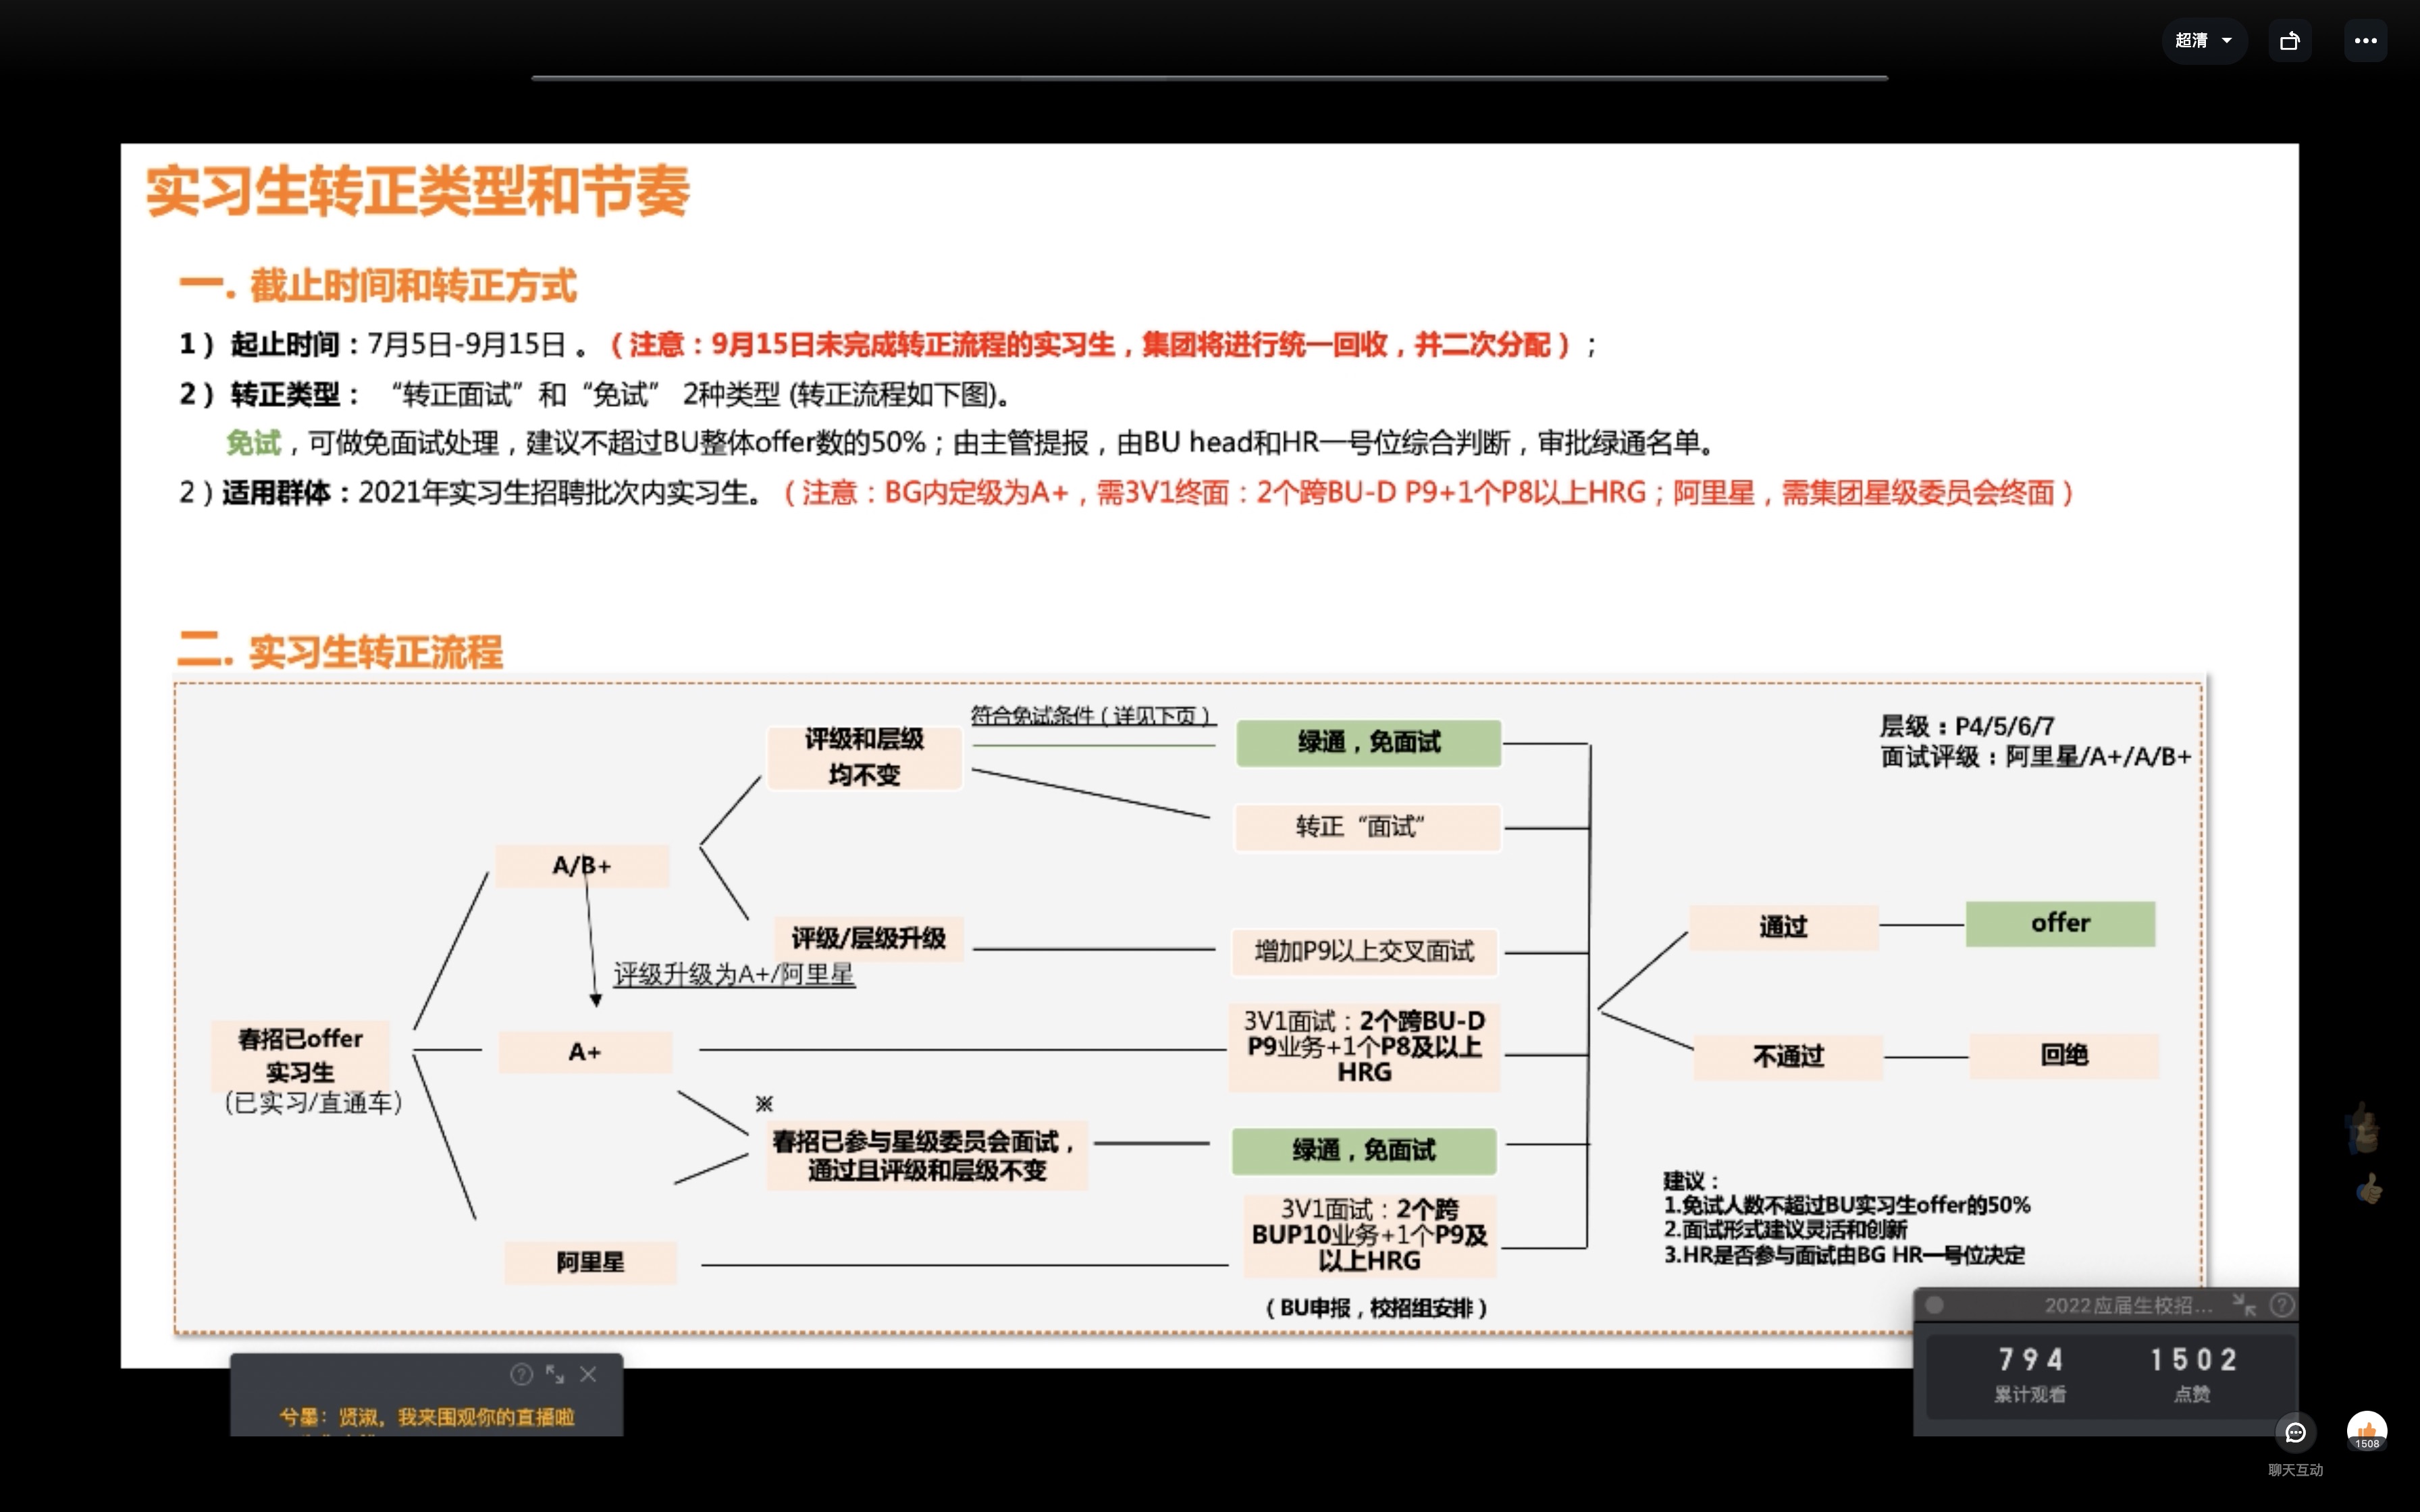 超清
实习生转正类型和节奏
一. 截止时间和转正方式
1）起止时间：7月5日-9月15日 。（注意：9月15日未完成转正流程的实习生，集团将进行统一回收，并二次分配）；
2）转正类型： “转正面试”和“免试” 2种类型 (转正流程如下图)。
免试，可做免面试处理，建议不超过BU整体offer数的50%；由主管提报，由BU head和HR一号位综合判断，审批绿通名单。
2）适用群体：2021年实习生招聘批次内实习生。（注意：BG内定级为A+，需3V1终面：2个跨BU-D P9+1个P8以上HRG；阿里星，需集团星级委员会终面）
二. 实习生转正流程
层级：P4/5/6/7
面试评级：阿里星/A+/A/B+
春招已offer
实习生
（已实习/直通车）
A/B+
评级升级为A+/阿里星
A+
阿里星
评级和层级
均不变
符合免试条件（详见下页）
评级/层级升级
※
春招已参与星级委员会面试，
通过且评级和层级不变
绿通，免面试
转正“面试”
增加P9以上交叉面试
3V1面试：2个跨BU-D
P9业务+1个P8及以上
HRG
绿通，免面试
3V1面试：2个跨
BUP10业务+1个P9及
以上HRG
（BU申报，校招组安排）
通过
offer
不通过
回绝
建议：
1.免试人数不超过BU实习生offer的50%
2.面试形式建议灵活和创新
3.HR是否参与面试由BG HR一号位决定
2022应届生校招...
794
1502
累计观看
点赞
兮墨：贤淑，我来围观你的直播啦
1508
聊天互动